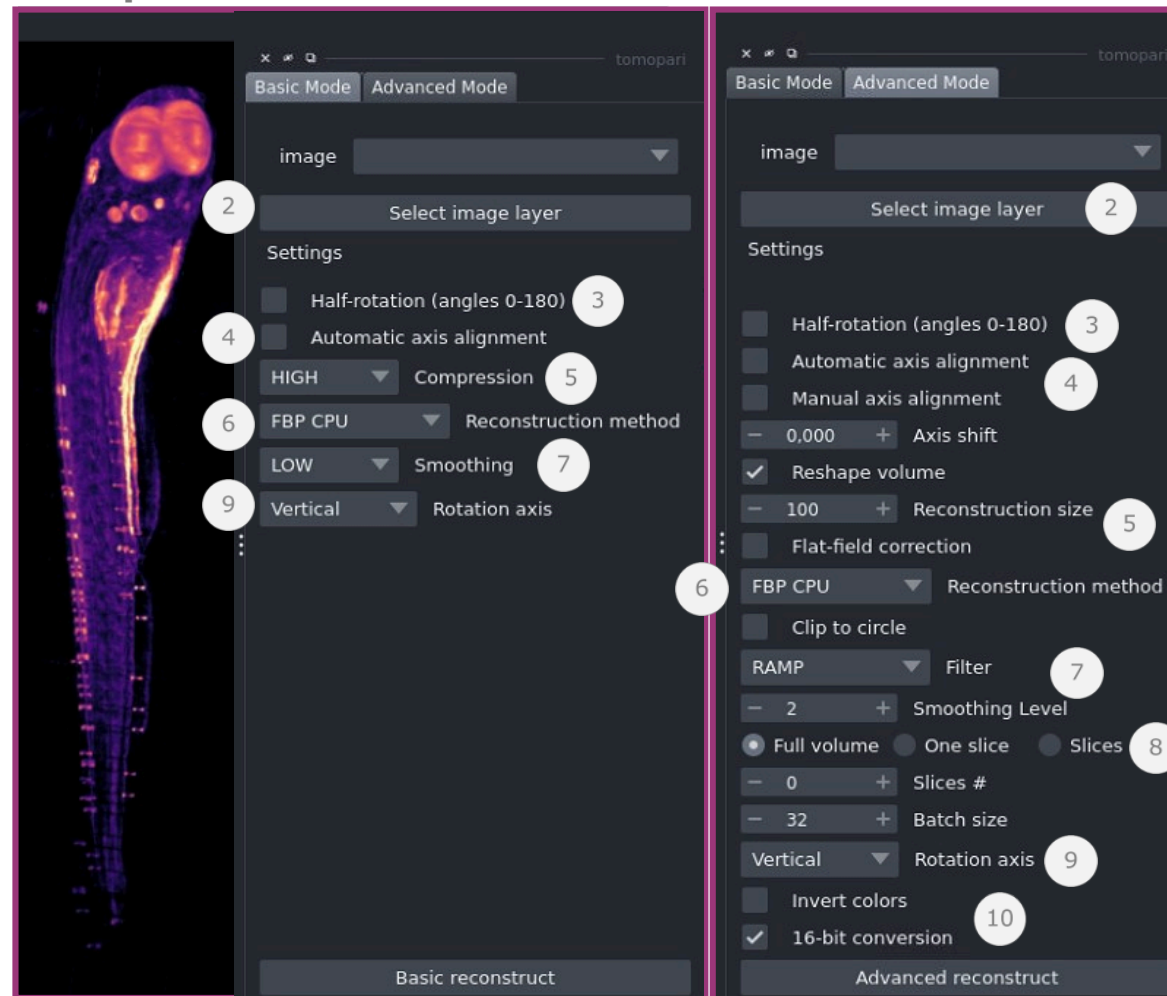 tomopari
Basic Mode Advanced Mode
image
2 Select image layer
Settings
Half-rotation (angles 0-180) 3
4 Automatic axis alignment
HIGH Compression 5
6 FBP CPU Reconstruction method
LOW Smoothing 7
9 Vertical Rotation axis
Basic reconstruct
tomopari
Basic Mode Advanced Mode
image
Select image layer 2
Settings
Half-rotation (angles 0-180) 3
Automatic axis alignment
4
Manual axis alignment
0,000 + Axis shift
Reshape volume
100 + Reconstruction size
5
Flat-field correction
6 FBP CPU Reconstruction method
Clip to circle
RAMP Filter 7
2 + Smoothing Level
Full volume One slice Slices 8
0 + Slices #
32 + Batch size
Vertical Rotation axis 9
Invert colors
10
16-bit conversion
Advanced reconstruct